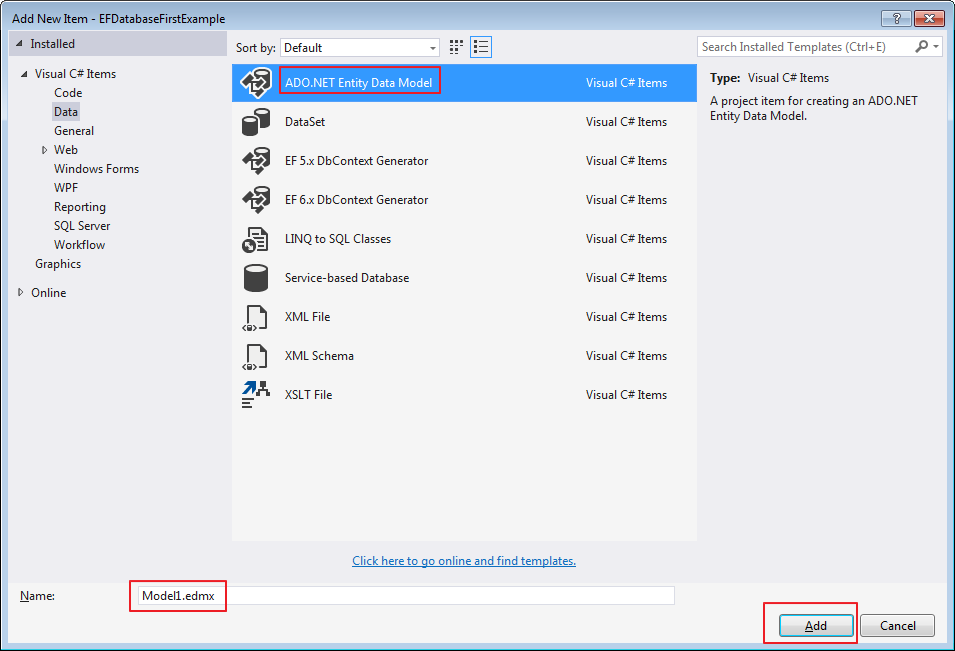 Add New Item - EFDatabaseFirstExample
Installed
Sort by: Default
Search Installed Templates (Ctrl+E)
Visual C# Items
Code
Data
General
Web
Windows Forms
WPF
Reporting
SQL Server
Workflow
Graphics
Online
ADO.NET Entity Data Model Visual C# Items
DataSet Visual C# Items
EF 5.x DbContext Generator Visual C# Items
EF 6.x DbContext Generator Visual C# Items
LINQ to SQL Classes Visual C# Items
Service-based Database Visual C# Items
XML File Visual C# Items
XML Schema Visual C# Items
XSLT File Visual C# Items
Type: Visual C# Items
A project item for creating an ADO.NET
Entity Data Model.
Click here to go online and find templates.
Name: Model1.edmx
Add Cancel